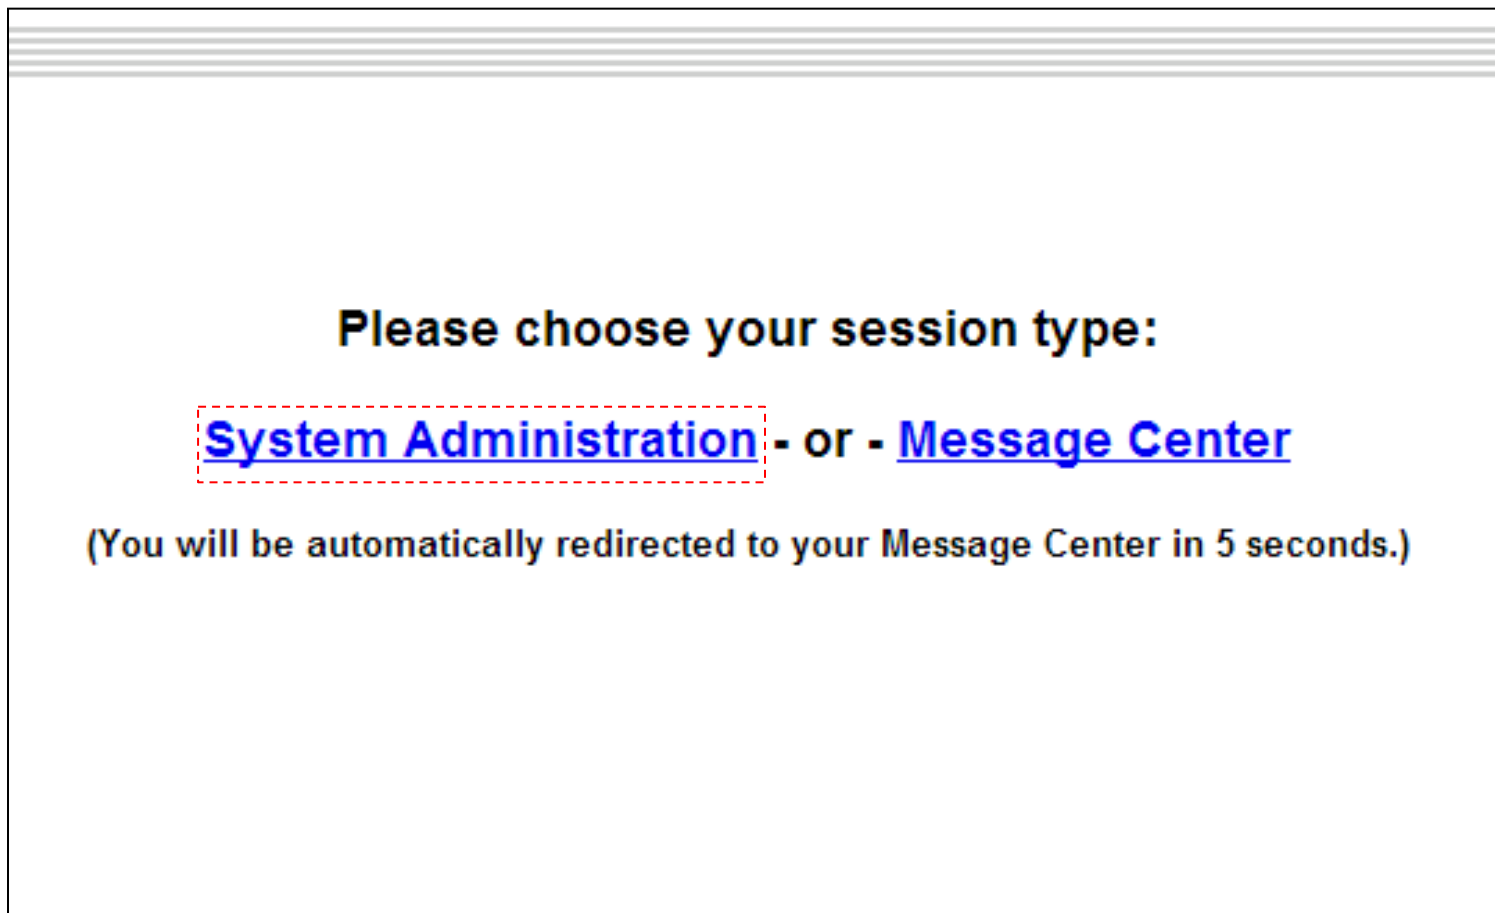 Please choose your session type:
System Administration - or - Message Center
(You will be automatically redirected to your Message Center in 5 seconds.)